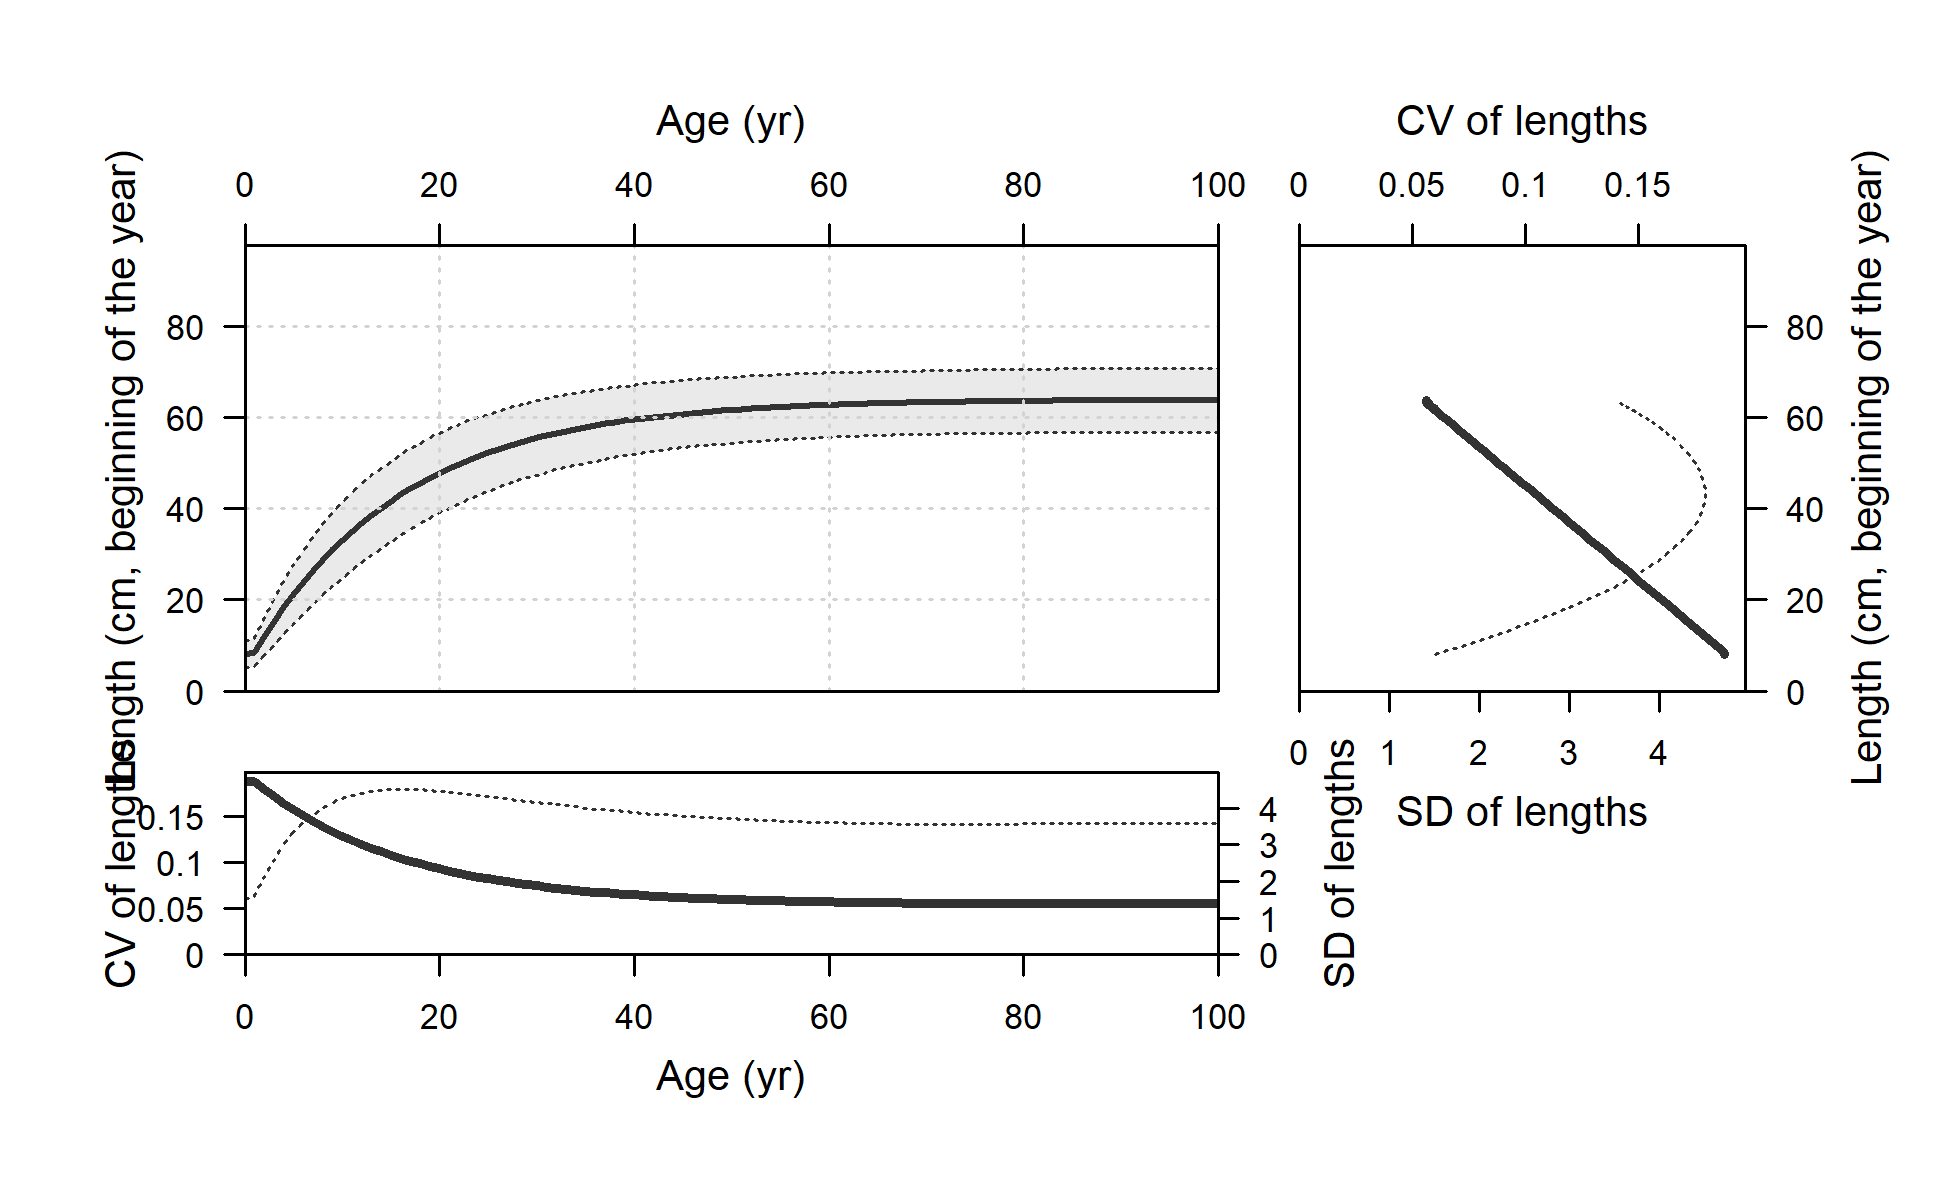 Age (yr)
CV of lengths
0 20 40 60 80 100
0 0.05 0.1 0.15
Length (cm, beginning of the year)
80
60
40
20
0
80
60
40
20
0
Length (cm, beginning of the year)
0 1 2 3 4
SD of lengths
CV of lengths
0.15
0.1
0.05
0
4
3
2
1
0
SD of lengths
0 20 40 60 80 100
Age (yr)